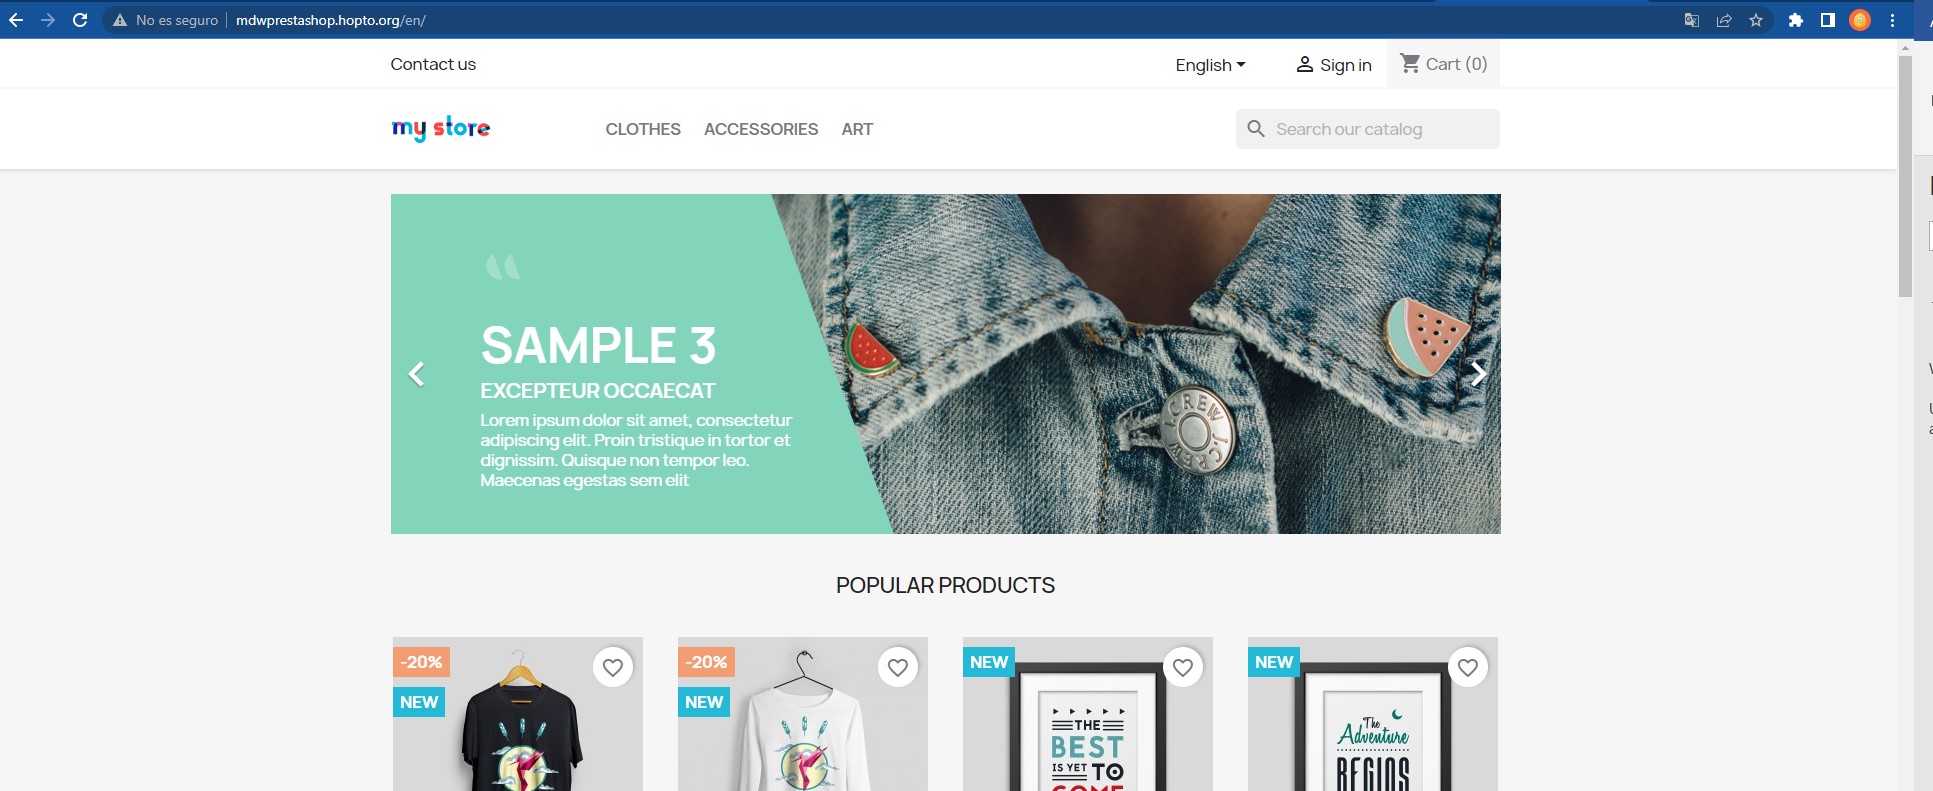 No es seguro
mdwprestashop.hopto.org/en/
Contact us
English
Sign in
Cart (0)
my store
CLOTHES
ACCESSORIES
ART
Search our catalog
“
SAMPLE 3
EXCEPTEUR OCCAECAT
Lorem ipsum dolor sit amet, consectetur
adipiscing elit. Proin tristique in tortor et
dignissim. Quisque non tempor leo.
Maecenas egestas sem elit
J.CREW J.CREW
POPULAR PRODUCTS
-20%
NEW
-20%
NEW
NEW
THE
BEST
IS YET TO
COME
NEW
The
Adventure
BEGINS